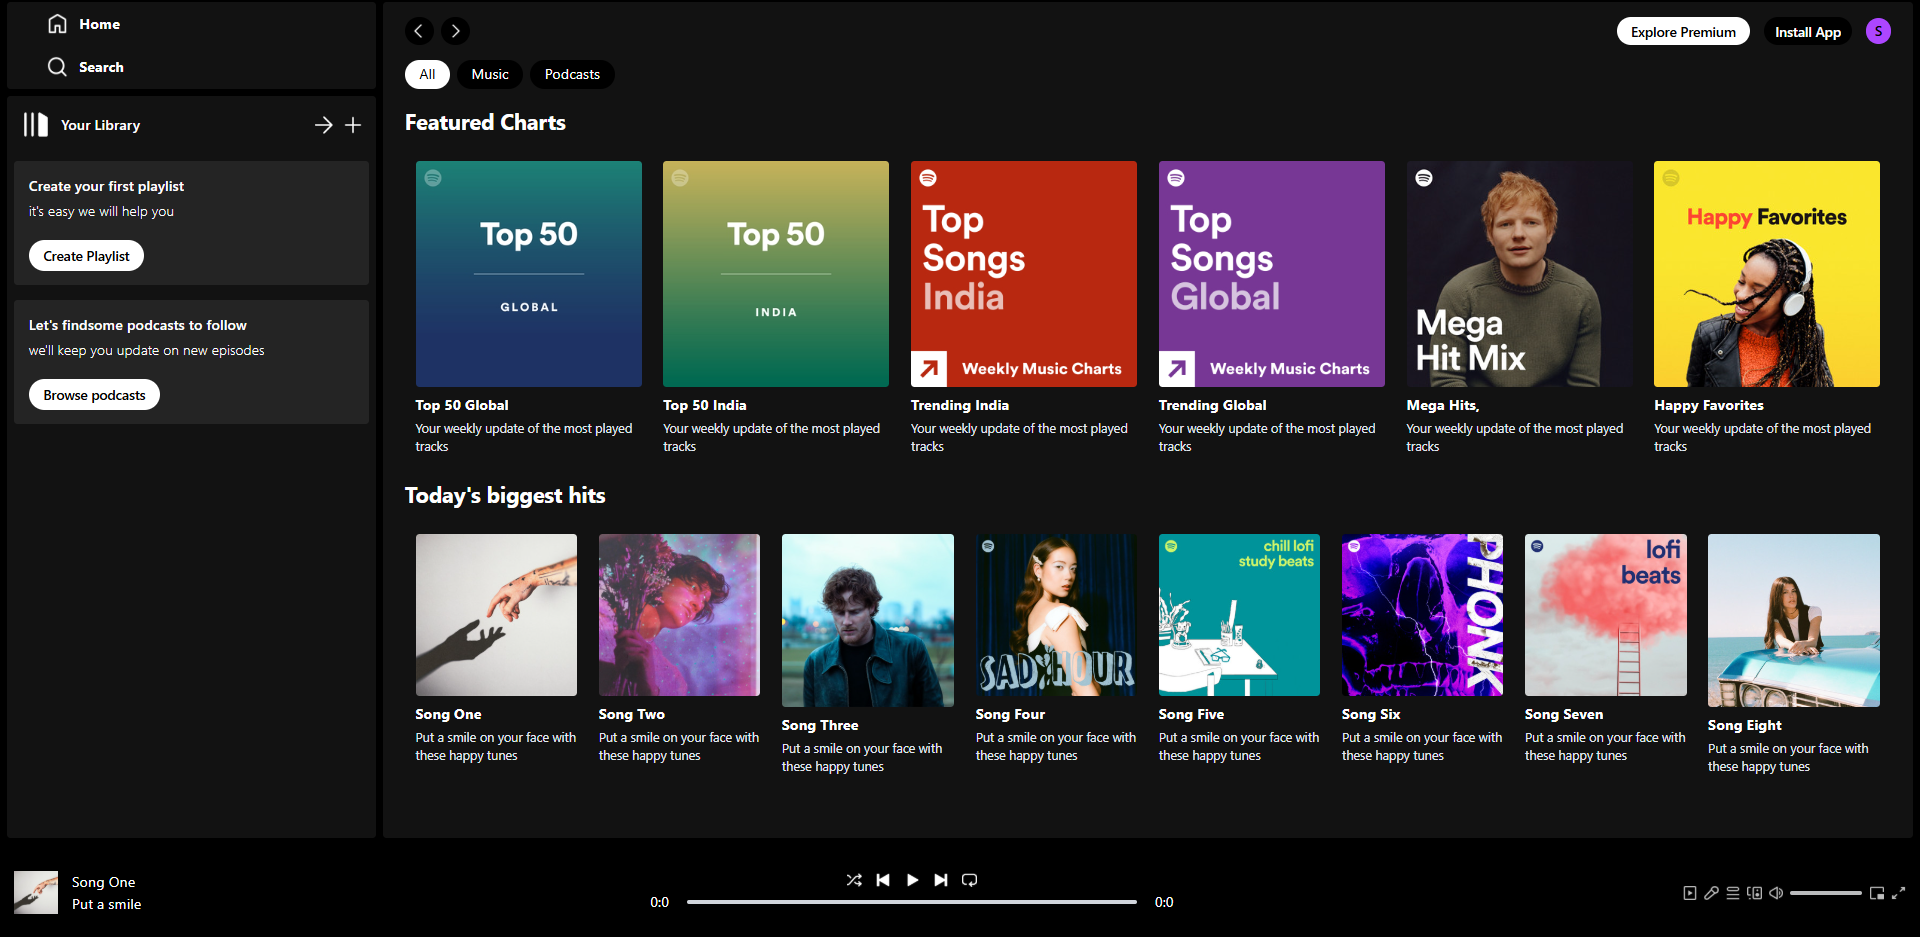 Home
Search
Your Library
Create your first playlist
it's easy we will help you
Create Playlist
Let's findsome podcasts to follow
we'll keep you update on new episodes
Browse podcasts
Explore Premium
Install App
S
All
Music
Podcasts
Featured Charts
Top 50
GLOBAL
Top 50 Global
Your weekly update of the most played
tracks
Top 50
INDIA
Top 50 India
Your weekly update of the most played
tracks
Top
Songs
India
Weekly Music Charts
Trending India
Your weekly update of the most played
tracks
Top
Songs
Global
Weekly Music Charts
Trending Global
Your weekly update of the most played
tracks
Mega
Hit Mix
Mega Hits,
Your weekly update of the most played
tracks
Happy Favorites
Happy Favorites
Your weekly update of the most played
tracks
Today's biggest hits
Song One
Put a smile on your face with
these happy tunes
Song Two
Put a smile on your face with
these happy tunes
Song Three
Put a smile on your face with
these happy tunes
SAD HOUR
Song Four
Put a smile on your face with
these happy tunes
chill lofi
study beats
Song Five
Put a smile on your face with
these happy tunes
PHONK
Song Six
Put a smile on your face with
these happy tunes
lofi
beats
Song Seven
Put a smile on your face with
these happy tunes
Song Eight
Put a smile on your face with
these happy tunes
Song One
Put a smile
0:0
0:0